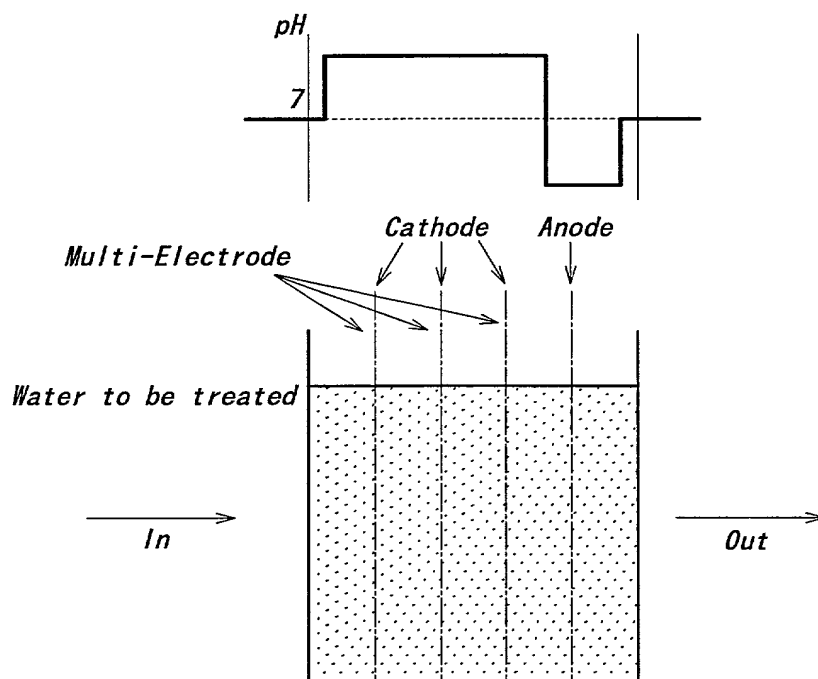 pH
7
Cathode
Anode
Multi-Electrode
Water to be treated
In
Out